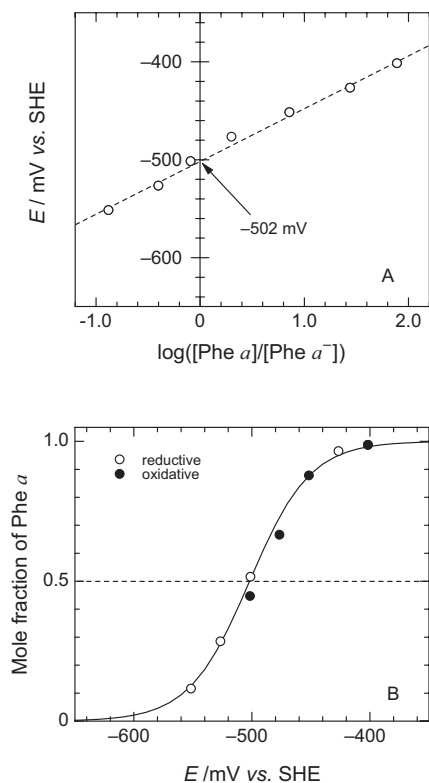 −400
−500
−600
E / mV vs. SHE
−502 mV
A
-1.0
0
1.0
2.0
log([Phe a]/[Phe a⁻])
1.0
0.5
0
Mole fraction of Phe a
reductive
oxidative
B
−600
−500
−400
E /mV vs. SHE